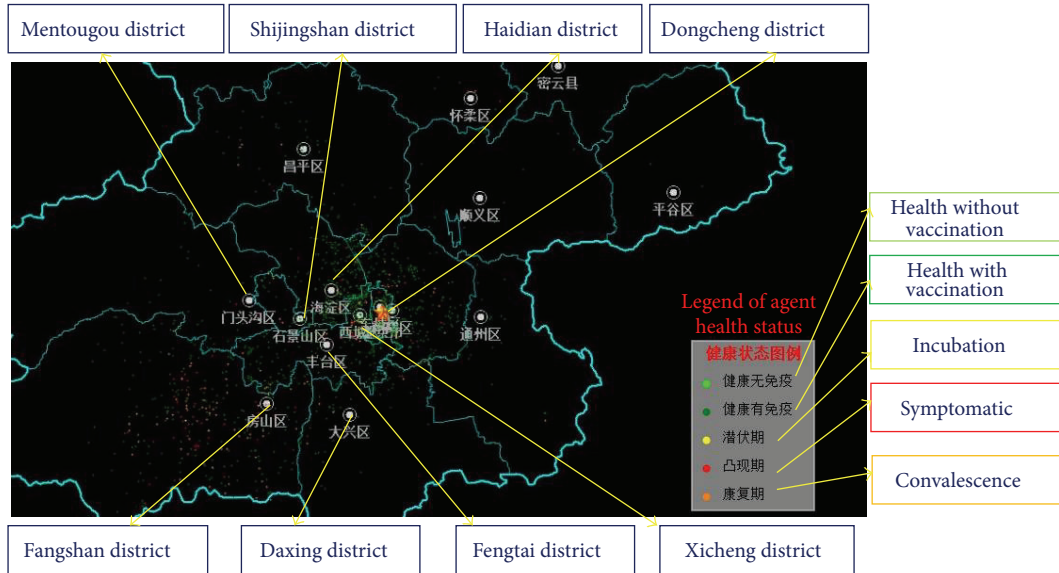 Mentougou district
Shijingshan district
Haidian district
Dongcheng district
密云县
怀柔区
昌平区
平谷区
顺义区
Health without
vaccination
Health with
vaccination
海淀区
门头沟区
石景山区
西城
区
通州区
丰台区
房山区
大兴区
Legend of agent
health status
健康状态图例
健康无免疫
健康有免疫
潜伏期
凸现期
康复期
Incubation
Symptomatic
Convalescence
Fangshan district
Daxing district
Fengtai district
Xicheng district